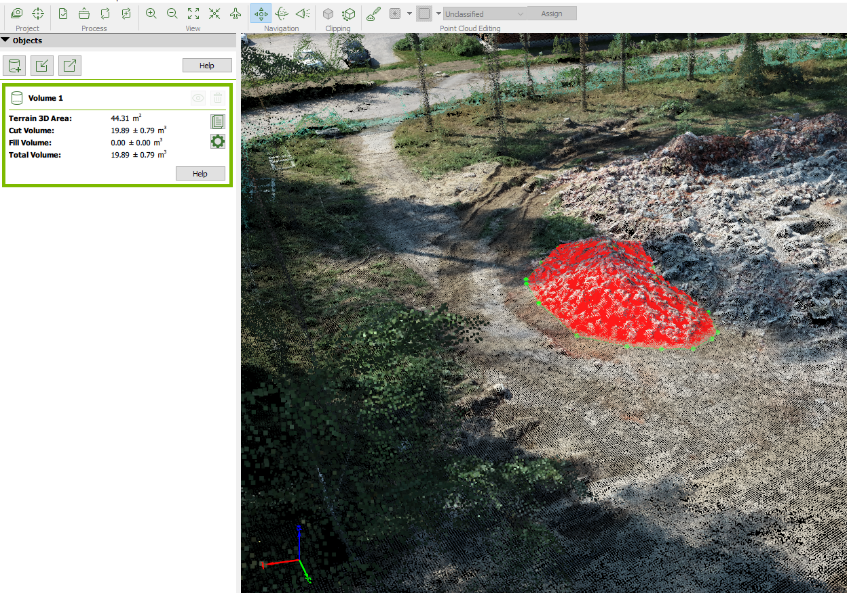 Unclassified
Assign
Project
Process
View
Navigation
Clipping
Point Cloud Editing
Objects
Help
Volume 1
Terrain 3D Area: 44.31 m²
Cut Volume: 19.89 ± 0.79 m³
Fill Volume: 0.00 ± 0.00 m³
Total Volume: 19.89 ± 0.79 m³
Help